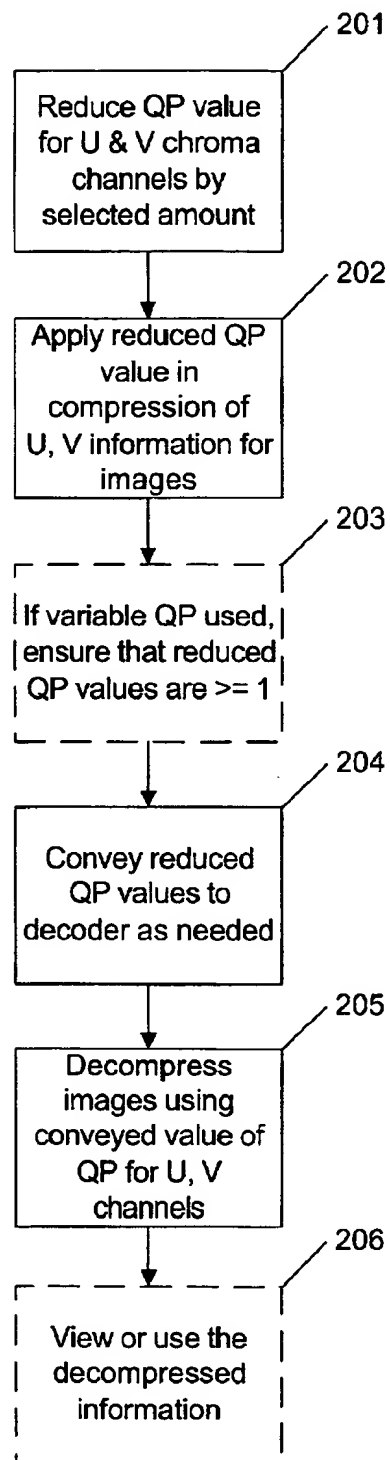 201
Reduce QP value
for U & V chroma
channels by
selected amount
202
Apply reduced QP
value in
compression of
U, V information for
images
203
If variable QP used,
ensure that reduced
QP values are >= 1
204
Convey reduced
QP values to
decoder as needed
205
Decompress
images using
conveyed value of
QP for U, V
channels
206
View or use the
decompressed
information